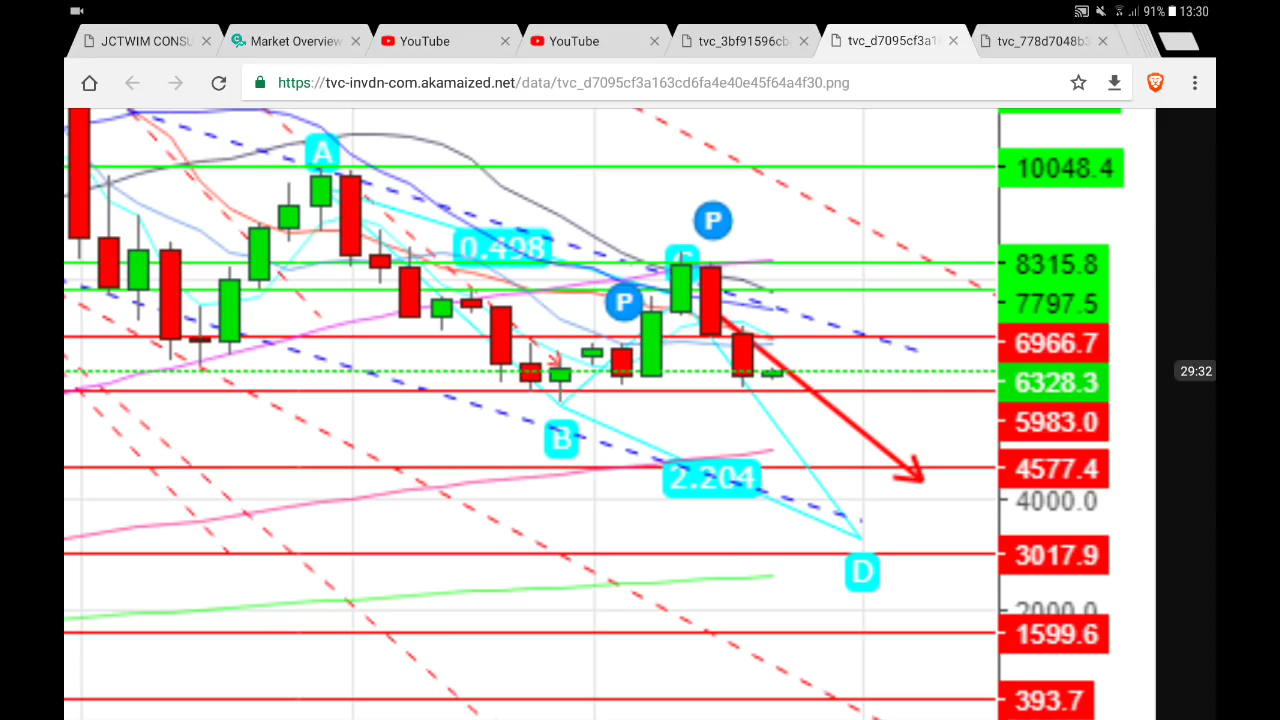 91% 13:30
JCTWIM CONSU
Market Overview
YouTube
YouTube
tvc_3bf91596cb
tvc_d7095cf3a1
tvc_778d7048b3
https://tvc-invdn-com.akamaized.net/data/tvc_d7095cf3a163cd6fa4e40e45f64a4f30.png
A
10048.4
P
0.498
C
8315.8
P
7797.5
6966.7
29:32
6328.3
5983.0
B
4577.4
2.204
4000.0
3017.9
D
2000.0
1599.6
393.7